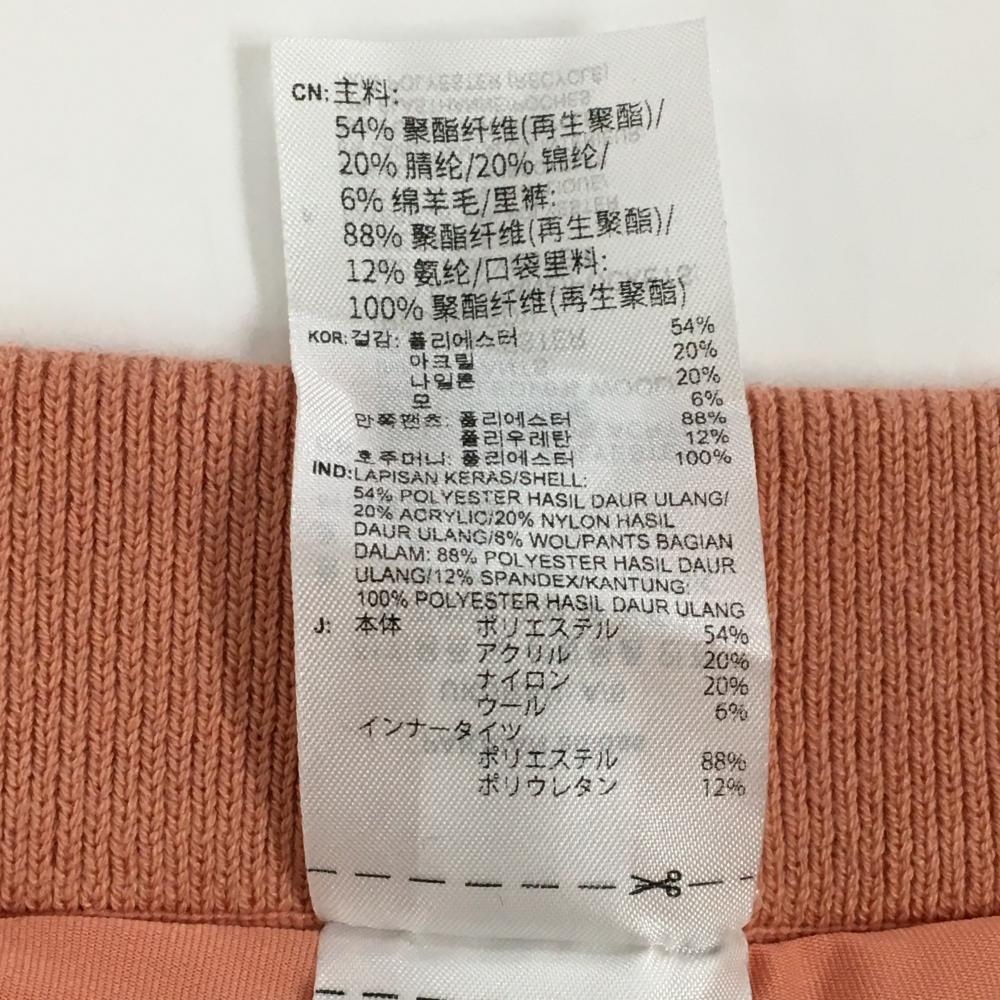 CN: 主料:
54% 聚酯纤维(再生聚酯)/
20% 腈纶/20% 锦纶/
6% 绵羊毛/里裤:
88% 聚酯纤维(再生聚酯)/
12% 氨纶/口袋里料:
100% 聚酯纤维(再生聚酯)
KOR: 겉감: 폴리에스터 54%
아크릴 20%
나일론 20%
모 6%
안쪽팬츠: 폴리에스터 88%
폴리우레탄 12%
호주머니: 폴리에스터 100%
IND: LAPISAN KERAS/SHELL:
54% POLYESTER HASIL DAUR ULANG/
20% ACRYLIC/20% NYLON HASIL
DAUR ULANG/6% WOL/PANTS BAGIAN
DALAM: 88% POLYESTER HASIL DAUR
ULANG/12% SPANDEX/KANTUNG:
100% POLYESTER HASIL DAUR ULANG
J: 本体 ポリエステル 54%
アクリル 20%
ナイロン 20%
ウール 6%
インナータイツ
ポリエステル 88%
ポリウレタン 12%